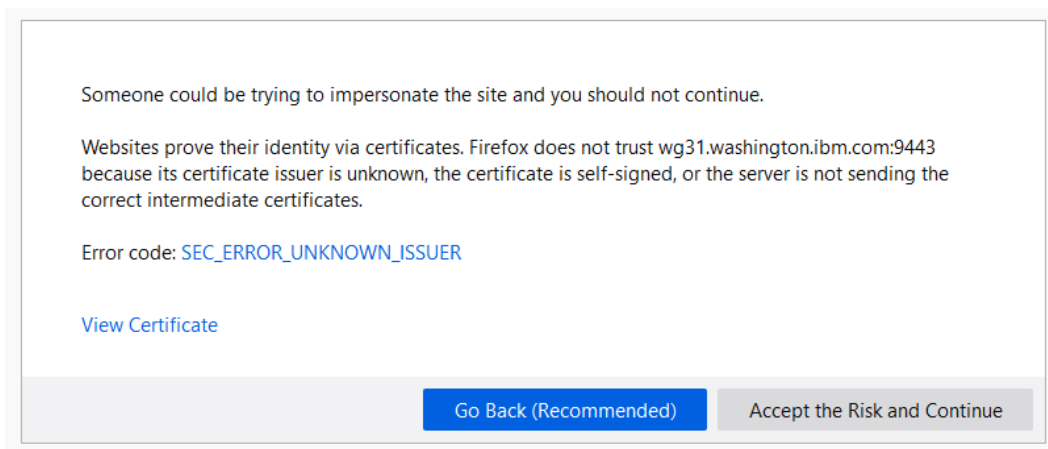 Someone could be trying to impersonate the site and you should not continue.
Websites prove their identity via certificates. Firefox does not trust wg31.washington.ibm.com:9443
because its certificate issuer is unknown, the certificate is self-signed, or the server is not sending the
correct intermediate certificates.
Error code: SEC_ERROR_UNKNOWN_ISSUER
View Certificate
Go Back (Recommended)
Accept the Risk and Continue